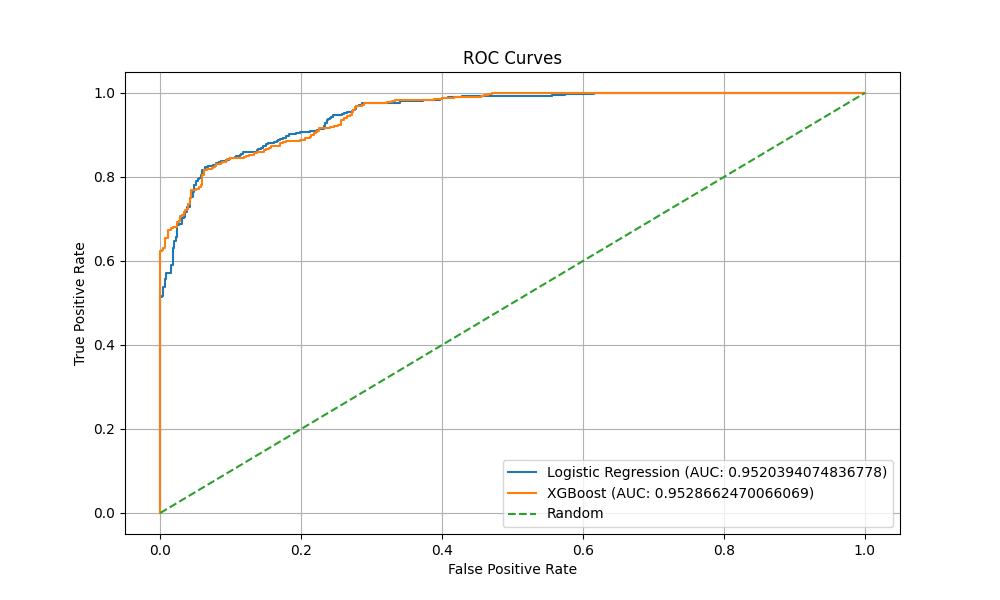 ROC Curves
True Positive Rate
1.0
0.8
0.6
0.4
0.2
0.0
Logistic Regression (AUC: 0.9520394074836778)
XGBoost (AUC: 0.9528662470066069)
Random
0.0 0.2 0.4 0.6 0.8 1.0
False Positive Rate